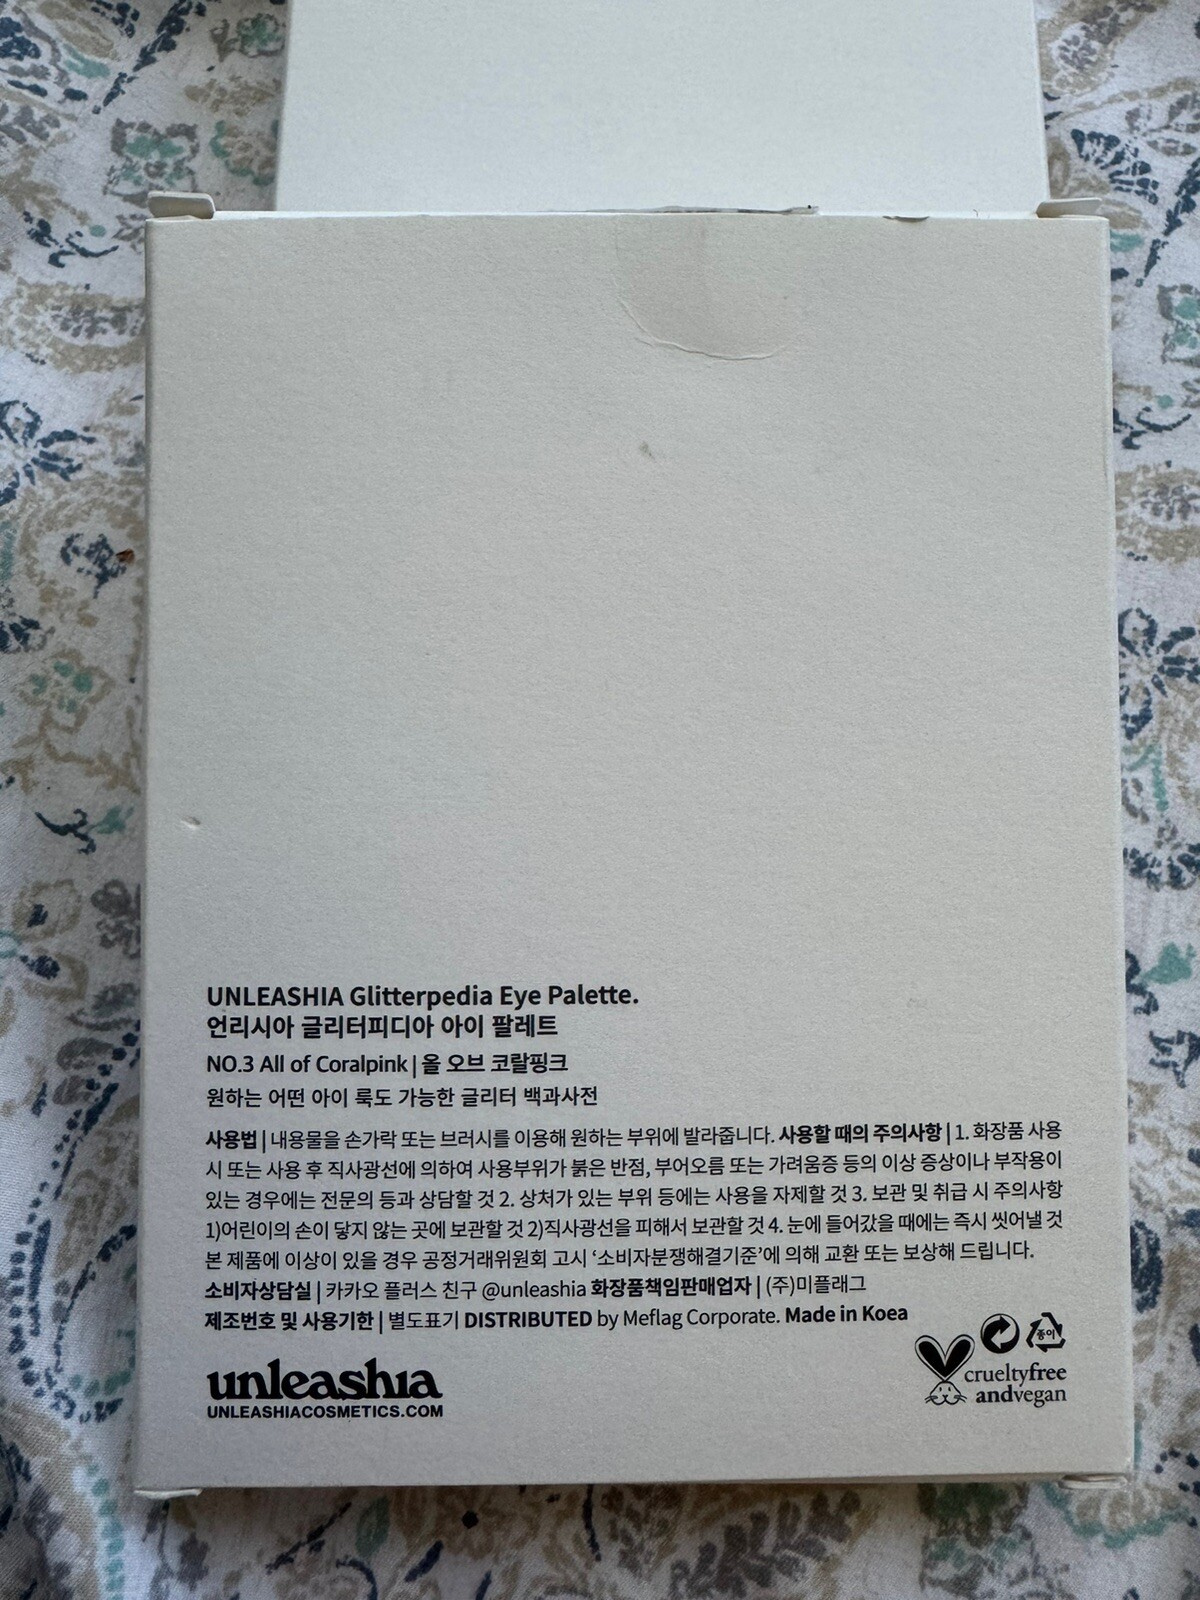 UNLEASHIA Glitterpedia Eye Palette.
언리시아 글리터피디아 아이 팔레트
NO.3 All of Coralpink | 올 오브 코랄핑크
원하는 어떤 아이 룩도 가능한 글리터 백과사전
사용법 | 내용물을 손가락 또는 브러시를 이용해 원하는 부위에 발라줍니다. 사용할 때의 주의사항 | 1. 화장품 사용
시 또는 사용 후 직사광선에 의하여 사용부위가 붉은 반점, 부어오름 또는 가려움증 등의 이상 증상이나 부작용이
있는 경우에는 전문의 등과 상담할 것 2. 상처가 있는 부위 등에는 사용을 자제할 것 3. 보관 및 취급 시 주의사항
1)어린이의 손이 닿지 않는 곳에 보관할 것 2)직사광선을 피해서 보관할 것 4. 눈에 들어갔을 때에는 즉시 씻어낼 것
본 제품에 이상이 있을 경우 공정거래위원회 고시 ‘소비자분쟁해결기준’에 의해 교환 또는 보상해 드립니다.
소비자상담실 | 카카오 플러스 친구 @unleashia 화장품책임판매업자 | (주)미플래그
제조번호 및 사용기한 | 별도표기 DISTRIBUTED by Meflag Corporate. Made in Koea
종이
unleashia
UNLEASHIACOSMETICS.COM
crueltyfree
andvegan